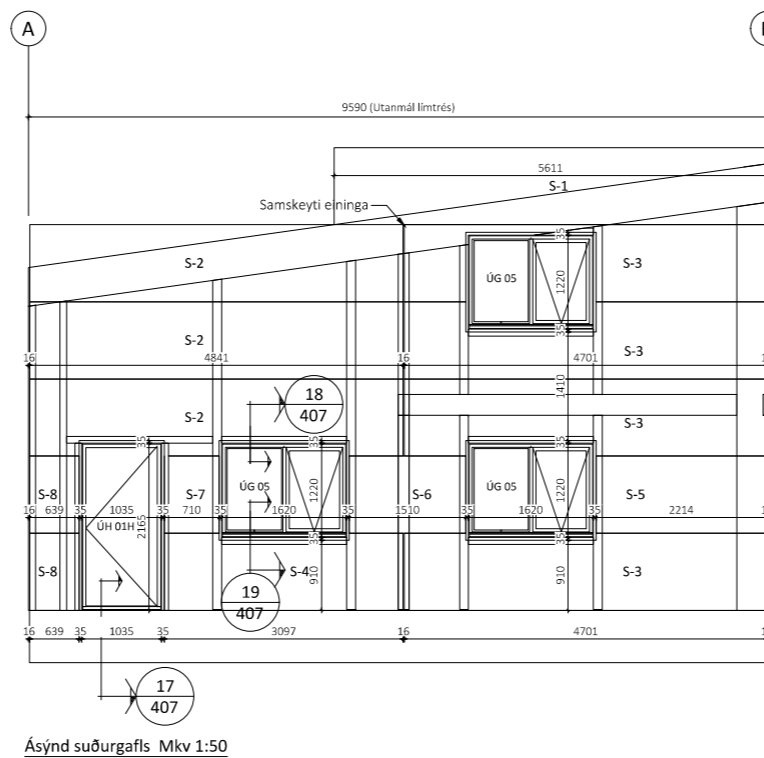 A
9590 (Utanmál límtrés)
5611
S-1
Samskeyti eininga
35
S-2
ÚG 05
1220
S-3
35
S-2
S-3
16
4841
16
4701
1410
18
407
S-2
S-3
35
35
35
S-8
S-7
ÚG 05
1220
S-6
ÚG 05
1220
S-5
16
639
35
1035
35
710
35
1620
35
1510
35
1620
35
2214
ÚH 01H
2165
35
35
S-8
19
407
S-4
910
910
S-3
16
639
35
1035
35
3097
16
4701
17
407
Ásýnd suðurgafls Mkv 1:50